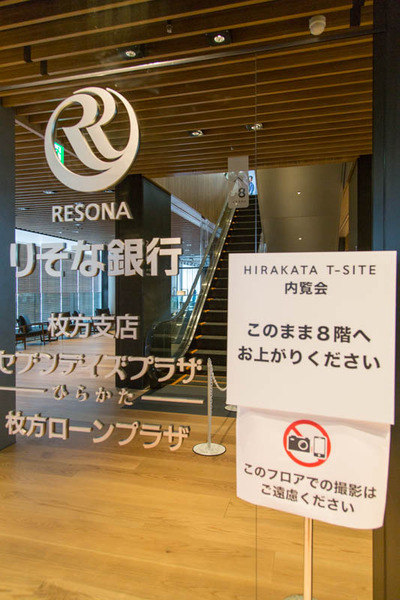 RESONA
りそな銀行
枚方支店
セブンデイズプラザ
ひらかた
枚方ローンプラザ
8
HIRAKATA T-SITE
内覧会
このまま8階へ
お上がりください
このフロアでの撮影は
ご遠慮ください